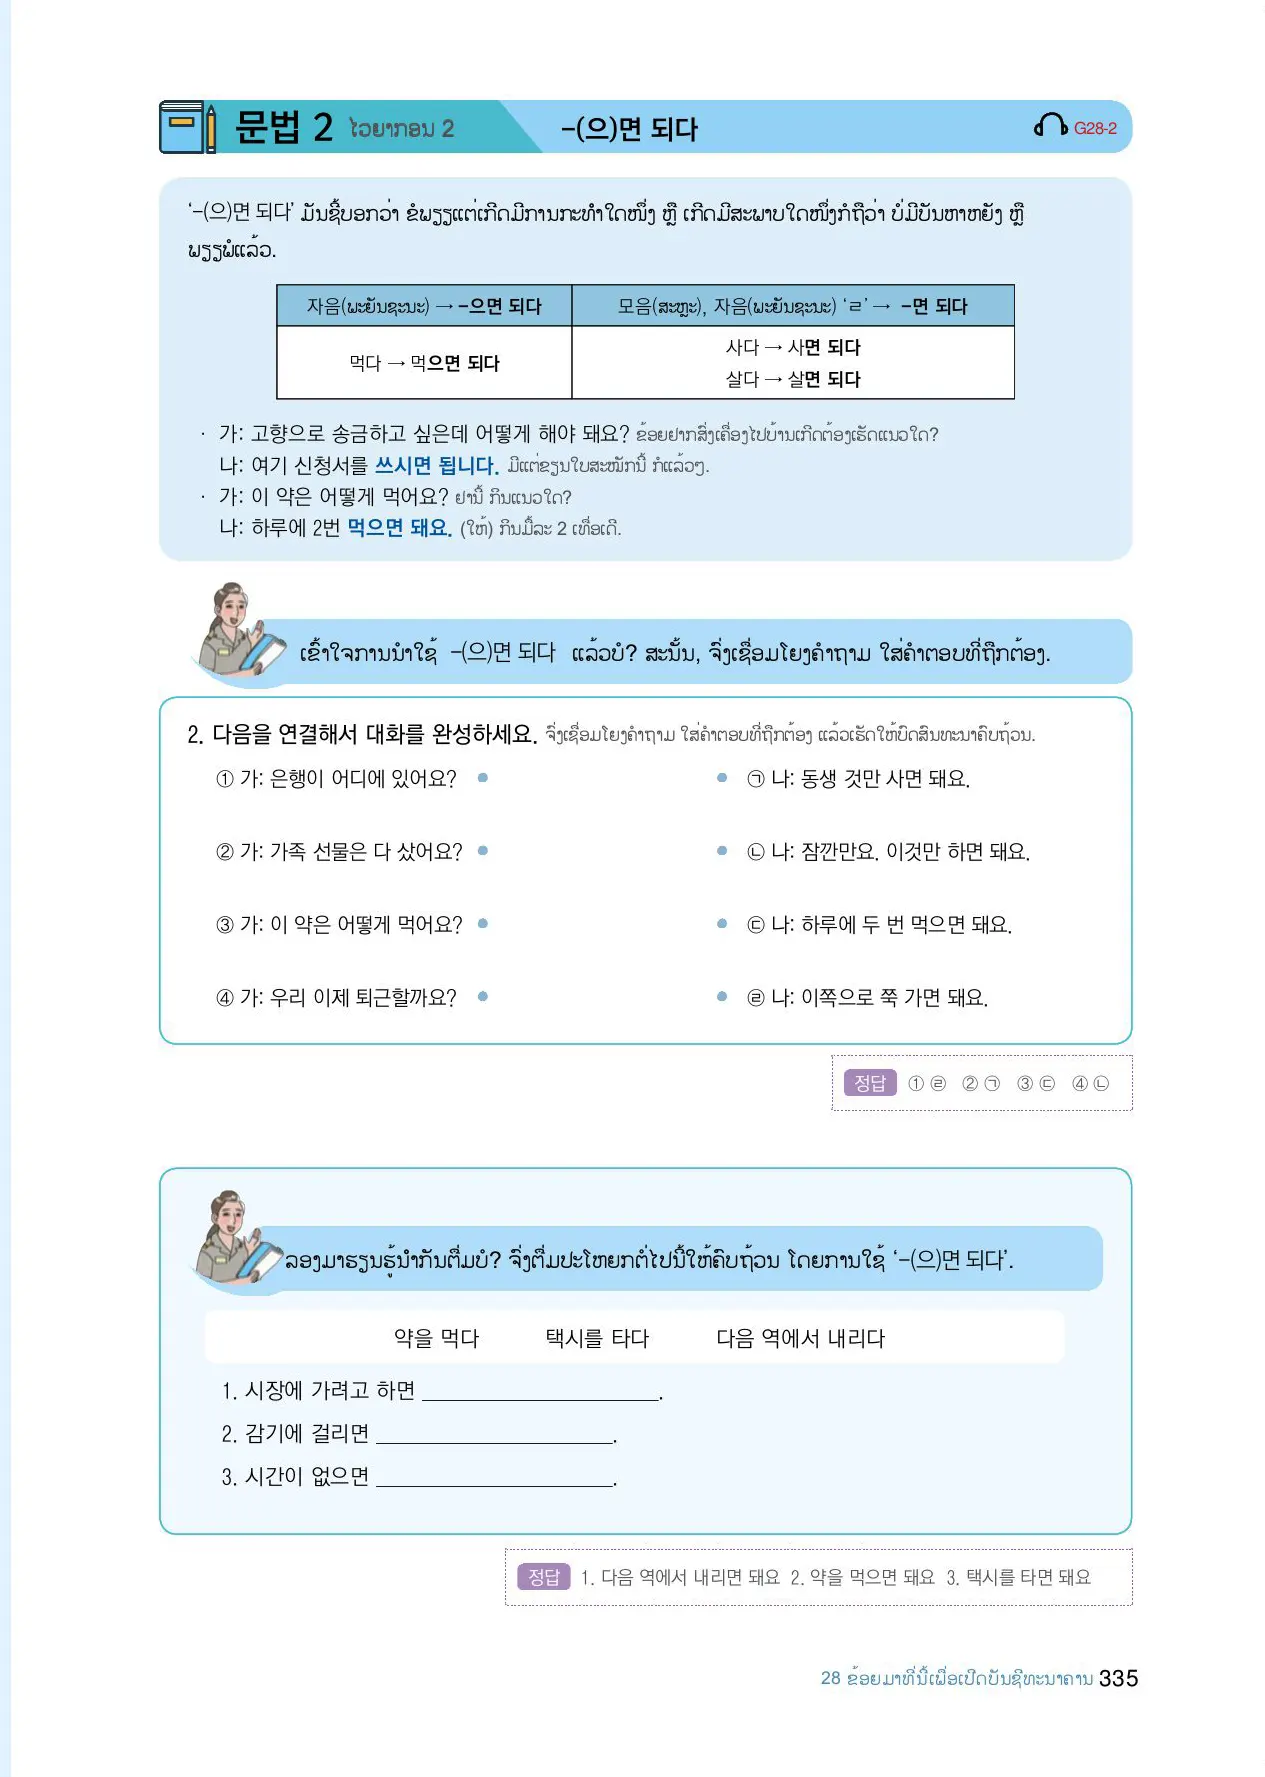 문법 2 ໄວຍາກອນ 2 -(으)면 되다 G28-2
‘-(으)면 되다’ ມັນຊີ້ບອກວ່າ ຂໍພຽງແຕ່ເກີດມີການກະທຳໃດໜຶ່ງ ຫຼື ເກີດມີສະພາບໃດໜຶ່ງກໍຖືວ່າ ບໍ່ມີບັນຫາຫຍັງ ຫຼື
ພຽງພໍແລ້ວ.
자음(ພະຍັນຊະນະ) → -으면 되다 모음(ສະຫຼະ), 자음(ພະຍັນຊະນະ) ‘ㄹ’ → -면 되다
먹다 → 먹으면 되다
사다 → 사면 되다
살다 → 살면 되다
· 가: 고향으로 송금하고 싶은데 어떻게 해야 돼요? ຂ້ອຍຢາກສົ່ງເຄື່ອງໄປບ້ານເກີດຕ້ອງເຮັດແນວໃດ?
나: 여기 신청서를 쓰시면 됩니다. ມີແຕ່ຂຽນໃບສະໝັກນີ້ ກໍແລ້ວໆ.
· 가: 이 약은 어떻게 먹어요? ຢານີ້ ກິນແນວໃດ?
나: 하루에 2번 먹으면 돼요. (ໃຫ້) ກິນມື້ລະ 2 ເທື່ອເດີ.
ເຂົ້າໃຈການນຳໃຊ້ -(으)면 되다 ແລ້ວບໍ? ສະນັ້ນ, ຈົ່ງເຊື່ອມໂຍງຄຳຖາມ ໃສ່ຄຳຕອບທີ່ຖືກຕ້ອງ.
2. 다음을 연결해서 대화를 완성하세요. ຈົ່ງເຊື່ອມໂຍງຄຳຖາມ ໃສ່ຄຳຕອບທີ່ຖືກຕ້ອງ ແລ້ວເຮັດໃຫ້ບົດສົນທະນາຄົບຖ້ວນ.
① 가: 은행이 어디에 있어요? • • ㉠ 나: 동생 것만 사면 돼요.
② 가: 가족 선물은 다 샀어요? • • ㉡ 나: 잠깐만요. 이것만 하면 돼요.
③ 가: 이 약은 어떻게 먹어요? • • ㉢ 나: 하루에 두 번 먹으면 돼요.
④ 가: 우리 이제 퇴근할까요? • • ㉣ 나: 이쪽으로 쭉 가면 돼요.
정답 ① ㉣ ② ㉠ ③ ㉢ ④ ㉡
ລອງມາຮຽນຮູ້ນຳກັນຕື່ມບໍ? ຈົ່ງຕື່ມປະໂຫຍກຕໍ່ໄປນີ້ໃຫ້ຄົບຖ້ວນ ໂດຍການໃຊ້ ‘-(으)면 되다’.
약을 먹다 택시를 타다 다음 역에서 내리다
1. 시장에 가려고 하면 ____________________.
2. 감기에 걸리면 ____________________.
3. 시간이 없으면 ____________________.
정답 1. 다음 역에서 내리면 돼요 2. 약을 먹으면 돼요 3. 택시를 타면 돼요
28 ຂ້ອຍມາທີ່ນີ້ເພື່ອເປີດບັນຊີທະນາຄານ 335